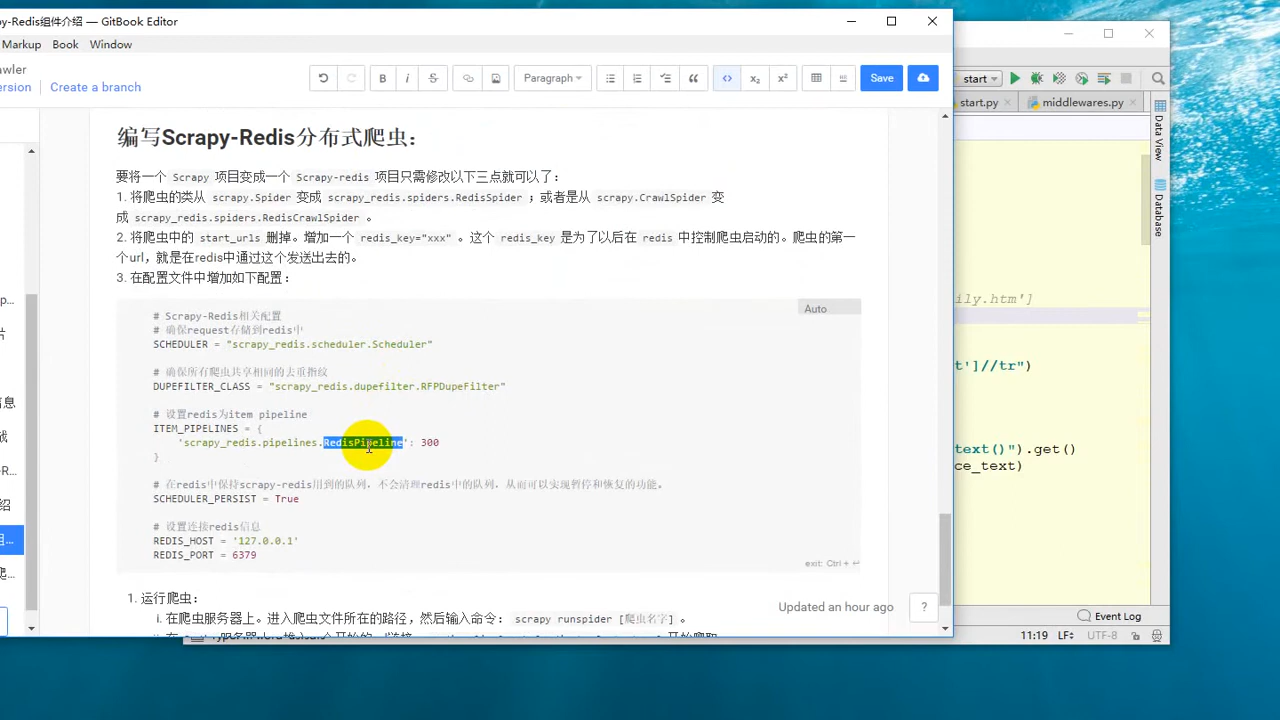 y-Redis组件介绍 — GitBook Editor
Markup Book Window
awler
ersion Create a branch
B i S Paragraph Save
start
start.py middlewares.py
编写Scrapy-Redis分布式爬虫：
要将一个 Scrapy 项目变成一个 Scrapy-redis 项目只需修改以下三点就可以了：
1. 将爬虫的类从 scrapy.Spider 变成 scrapy_redis.spiders.RedisSpider ；或者是从 scrapy.CrawlSpider 变
成 scrapy_redis.spiders.RedisCrawlSpider 。
2. 将爬虫中的 start_urls 删掉。增加一个 redis_key="xxx" 。这个 redis_key 是为了以后在 redis 中控制爬虫启动的。爬虫的第一
个url，就是在redis中通过这个发送出去的。
3. 在配置文件中增加如下配置：
Auto
# Scrapy-Redis相关配置
# 确保request存储到redis中
SCHEDULER = "scrapy_redis.scheduler.Scheduler"
# 确保所有爬虫共享相同的去重指纹
DUPEFILTER_CLASS = "scrapy_redis.dupefilter.RFPDupeFilter"
# 设置redis为item pipeline
ITEM_PIPELINES = {
'scrapy_redis.pipelines.RedisPipeline': 300
}
# 在redis中保持scrapy-redis用到的队列，不会清理redis中的队列，从而可以实现暂停和恢复的功能。
SCHEDULER_PERSIST = True
# 设置连接redis信息
REDIS_HOST = '127.0.0.1'
REDIS_PORT = 6379
exit: Ctrl + ↵
1. 运行爬虫：
i. 在爬虫服务器上。进入爬虫文件所在的路径，然后输入命令： scrapy runspider [爬虫名字] 。
Updated an hour ago
?
p...
片
信息
绍
组...
爬...
ily.htm']
t']//tr")
text()").get()
ce_text)
Data View
Database
Event Log
11:19 LF UTF-8